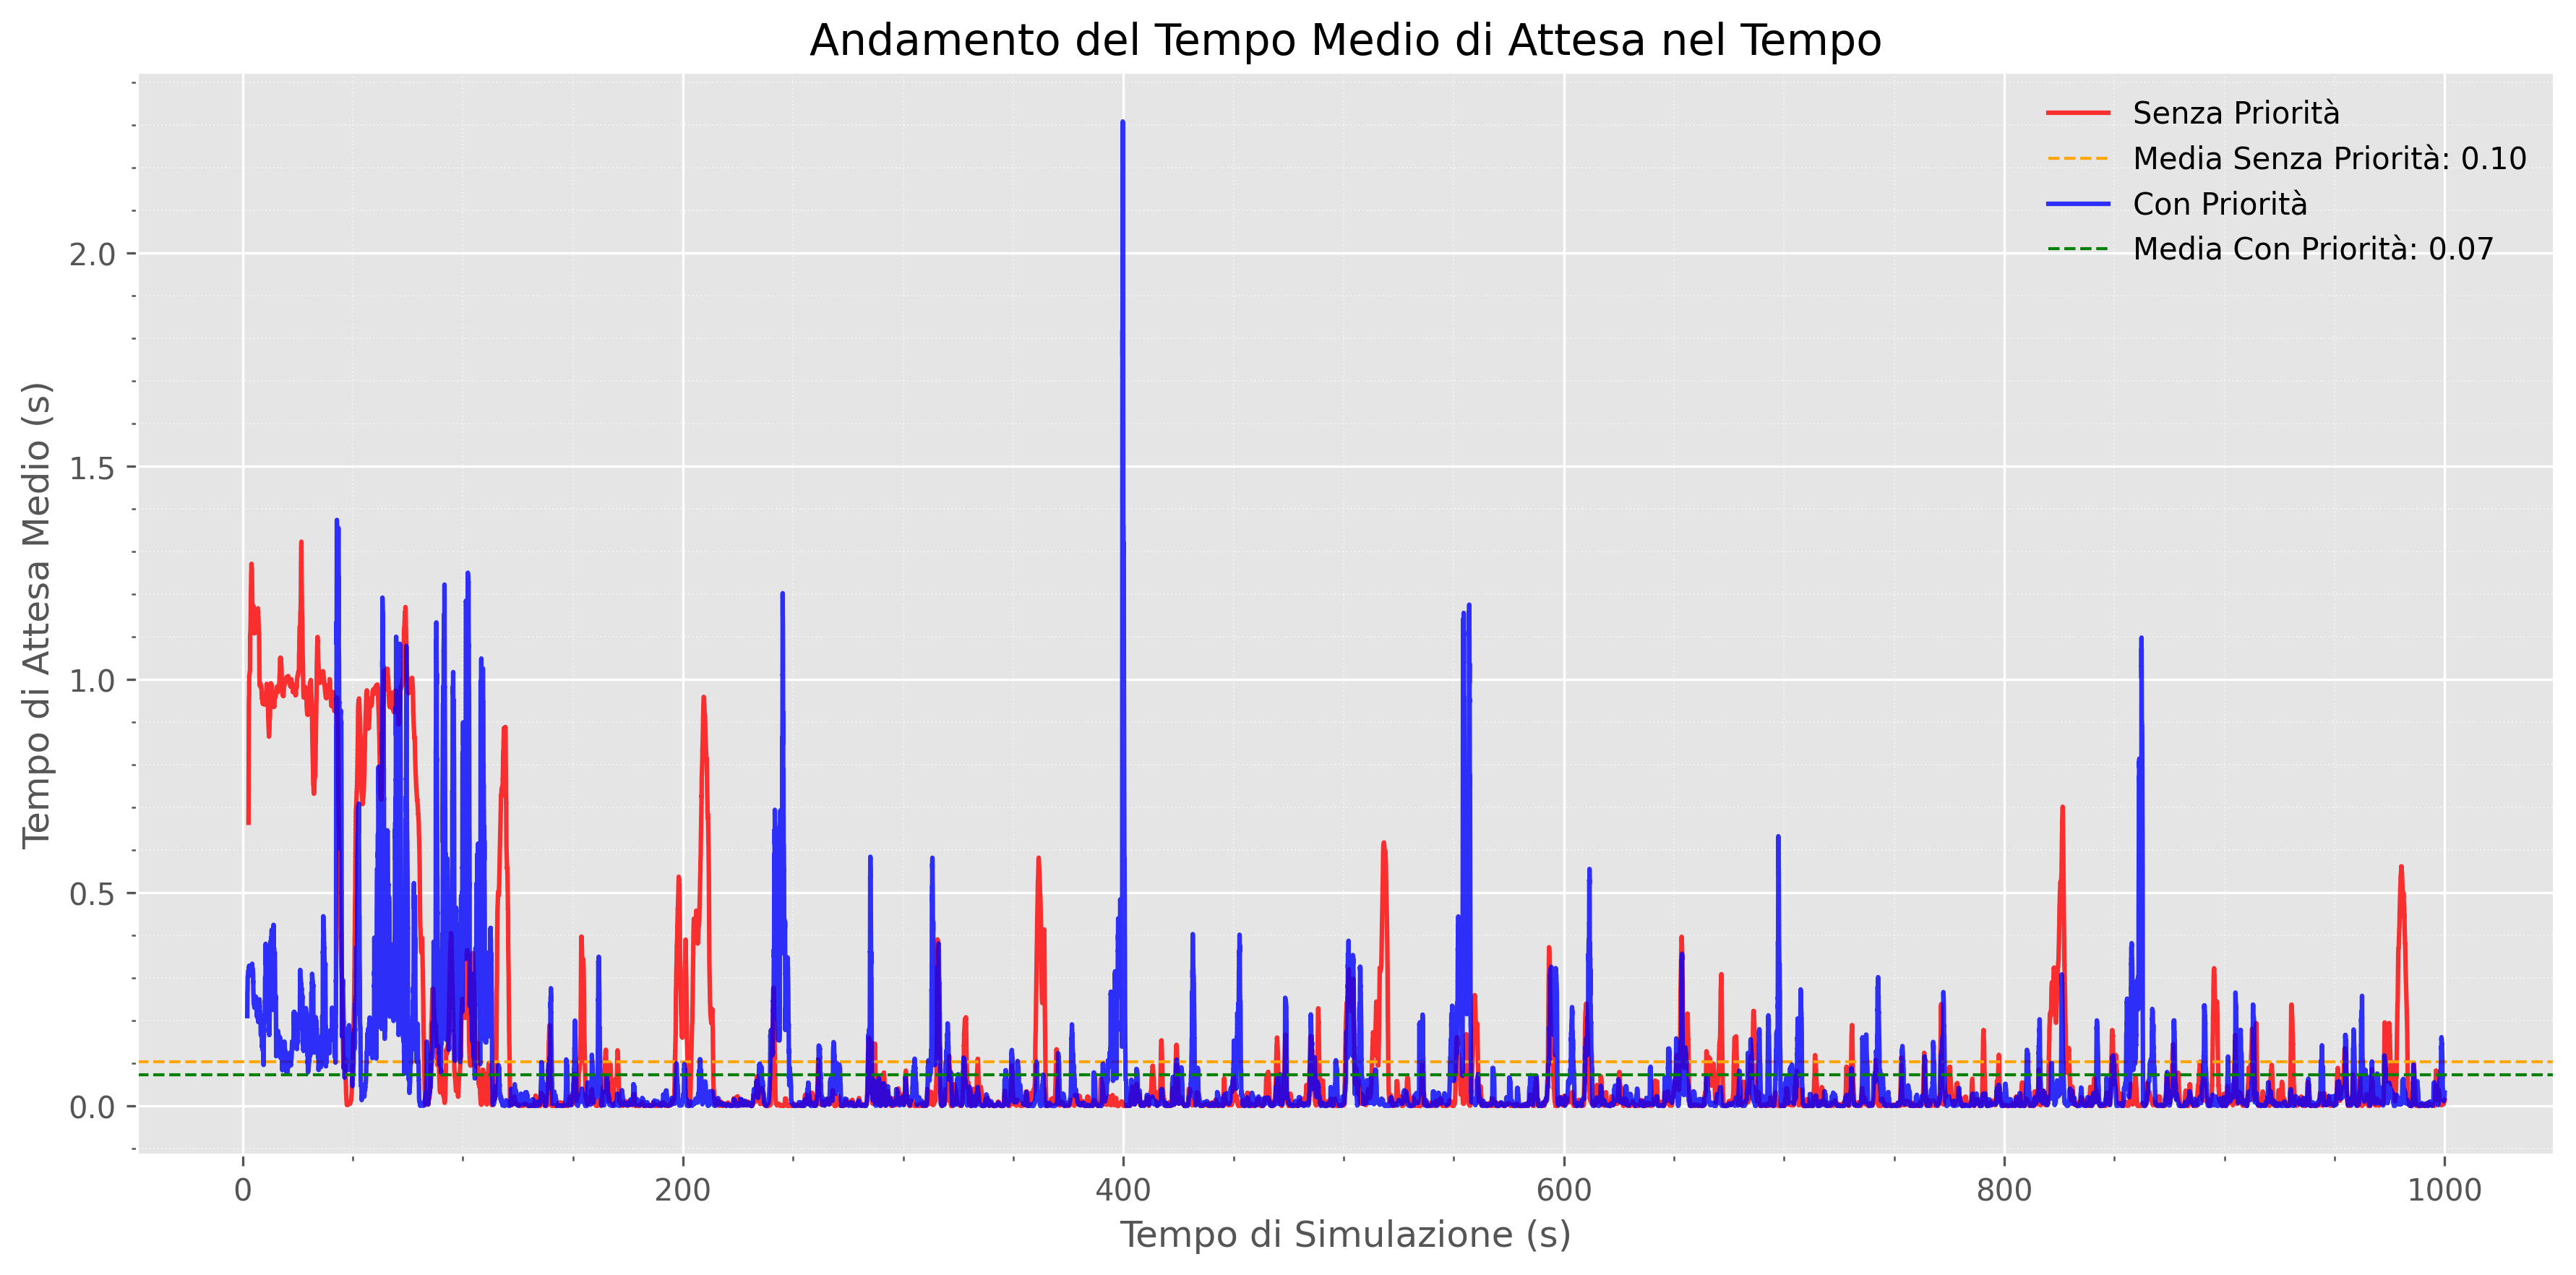 Andamento del Tempo Medio di Attesa nel Tempo
Senza Priorità
Media Senza Priorità: 0.10
Con Priorità
Media Con Priorità: 0.07
Tempo di Attesa Medio (s)
2.0
1.5
1.0
0.5
0.0
0 200 400 600 800 1000
Tempo di Simulazione (s)